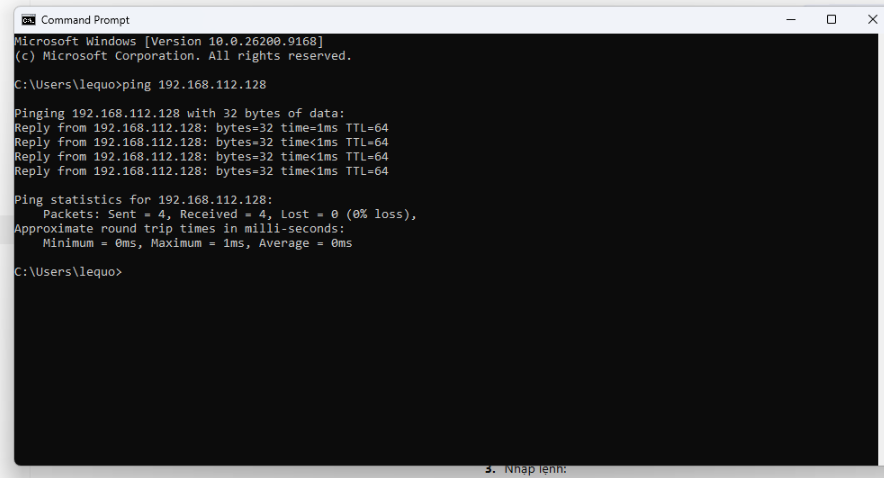 Command Prompt
Microsoft Windows [Version 10.0.26200.9168]
(c) Microsoft Corporation. All rights reserved.
C:\Users\lequo>ping 192.168.112.128
Pinging 192.168.112.128 with 32 bytes of data:
Reply from 192.168.112.128: bytes=32 time=1ms TTL=64
Reply from 192.168.112.128: bytes=32 time<1ms TTL=64
Reply from 192.168.112.128: bytes=32 time<1ms TTL=64
Reply from 192.168.112.128: bytes=32 time<1ms TTL=64
Ping statistics for 192.168.112.128:
    Packets: Sent = 4, Received = 4, Lost = 0 (0% loss),
Approximate round trip times in milli-seconds:
    Minimum = 0ms, Maximum = 1ms, Average = 0ms
C:\Users\lequo>
3. Nhập lệnh: